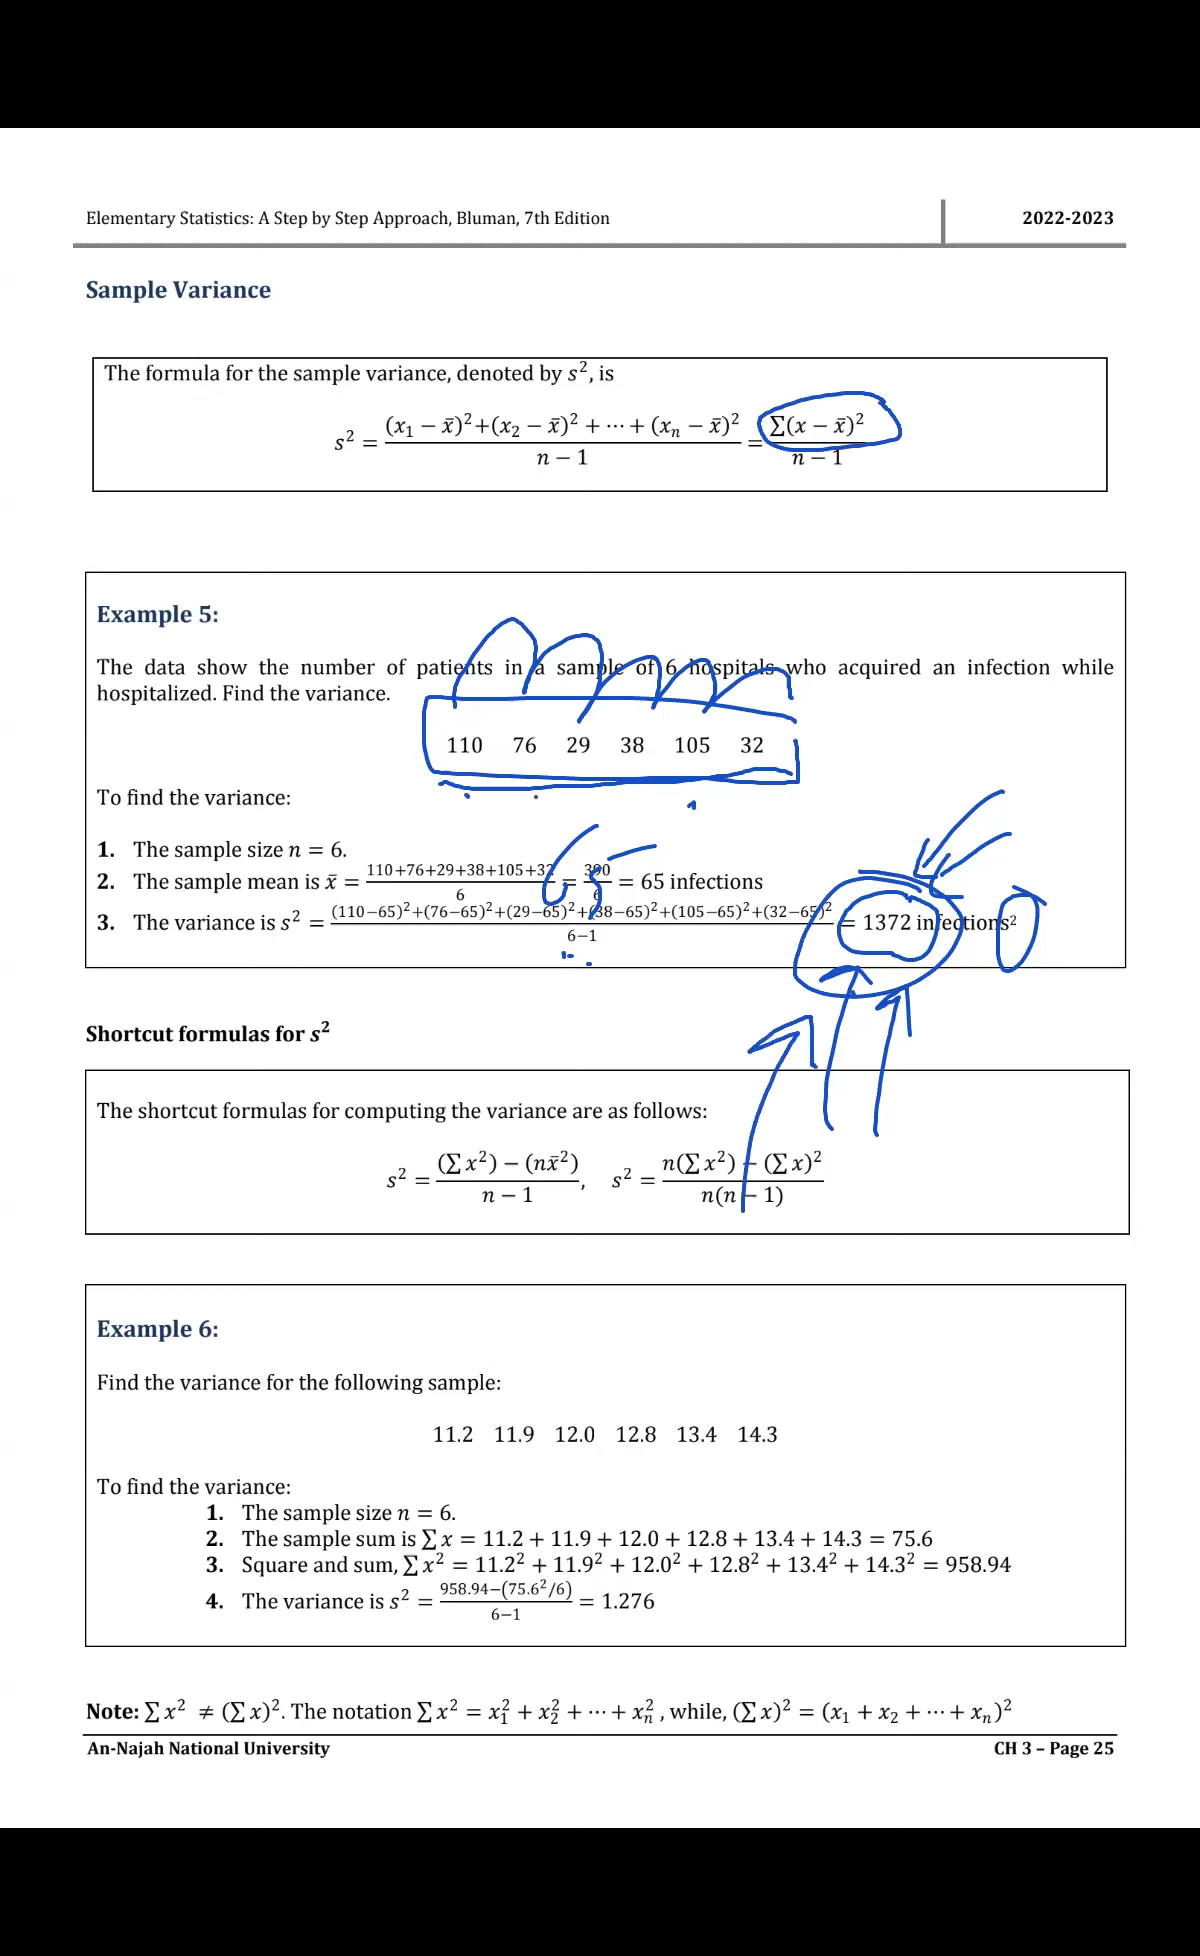 Elementary Statistics: A Step by Step Approach, Bluman, 7th Edition 2022-2023
Sample Variance
The formula for the sample variance, denoted by s², is
s² = (x₁ − x̄)²+(x₂ − x̄)² + ⋯ + (xₙ − x̄)² / n − 1 = ∑(x − x̄)² / n − 1
Example 5:
The data show the number of patients in a sample of 6 hospitals who acquired an infection while
hospitalized. Find the variance.
110 76 29 38 105 32
To find the variance:
1. The sample size n = 6.
2. The sample mean is x̄ = 110+76+29+38+105+32 / 6 = 390 / 6 = 65 infections
65
3. The variance is s² = (110−65)²+(76−65)²+(29−65)²+(38−65)²+(105−65)²+(32−65)² / 6−1 = 1372 infections²
Shortcut formulas for s²
The shortcut formulas for computing the variance are as follows:
s² = (∑ x²) − (nx̄²) / n − 1 , s² = n(∑ x²) − (∑ x)² / n(n − 1)
Example 6:
Find the variance for the following sample:
11.2 11.9 12.0 12.8 13.4 14.3
To find the variance:
1. The sample size n = 6.
2. The sample sum is ∑ x = 11.2 + 11.9 + 12.0 + 12.8 + 13.4 + 14.3 = 75.6
3. Square and sum, ∑ x² = 11.2² + 11.9² + 12.0² + 12.8² + 13.4² + 14.3² = 958.94
4. The variance is s² = 958.94−(75.6²/6) / 6−1 = 1.276
Note: ∑ x² ≠ (∑ x)². The notation ∑ x² = x₁² + x₂² + ⋯ + xₙ² , while, (∑ x)² = (x₁ + x₂ + ⋯ + xₙ)²
An-Najah National University CH 3 – Page 25